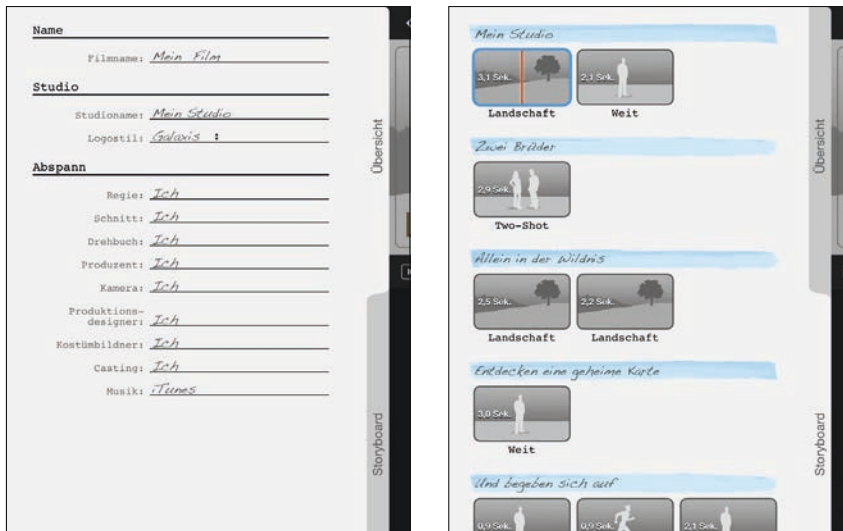 Name
Filmname: Mein Film
Studio
Studioname: Mein Studio
Logostil: Galaxis
Abspann
Regie: Ich
Schnitt: Ich
Drehbuch: Ich
Produzent: Ich
Kamera: Ich
Produktions-
designer: Ich
Kostümbildner: Ich
Casting: Ich
Musik: iTunes
Übersicht
Storyboard
Mein Studio
3,1 Sek. 2,1 Sek.
Landschaft Weit
Zwei Brüder
2,9 Sek.
Two-Shot
Allein in der Wildnis
2,5 Sek. 2,2 Sek.
Landschaft Landschaft
Entdecken eine geheime Karte
3,0 Sek.
Weit
Und begeben sich auf
0,9 Sek. 0,9 Sek. 2,1 Sek.
Übersicht
Storyboard